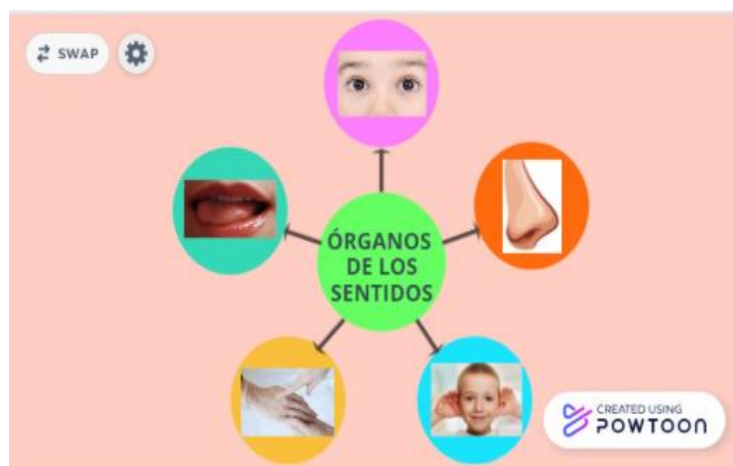 SWAP
ÓRGANOS
DE LOS
SENTIDOS
CREATED USING
POWTOON